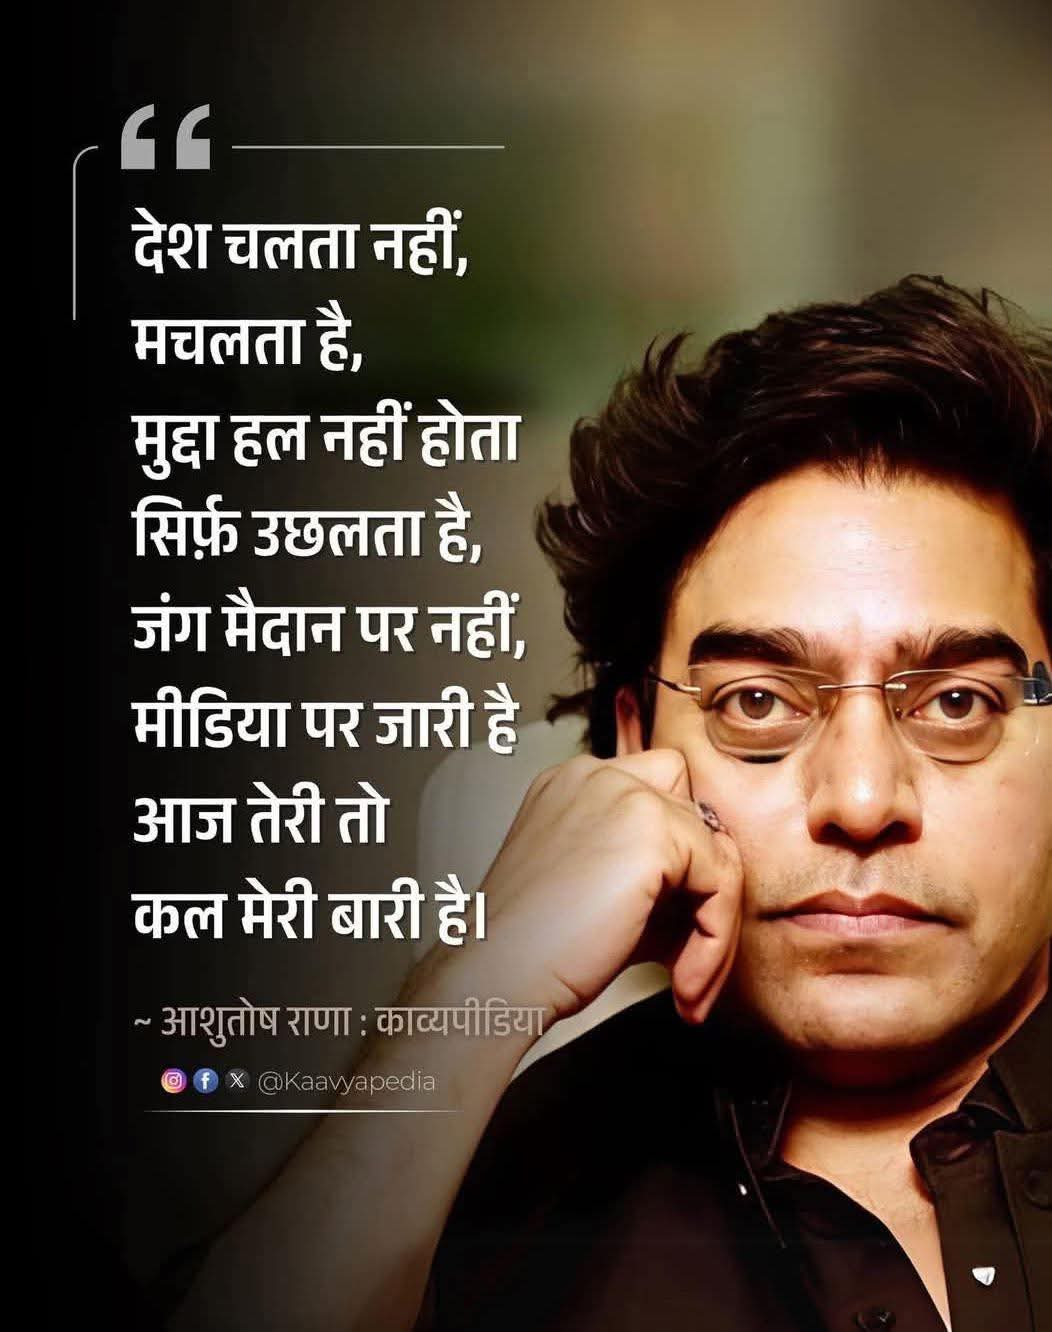 देश चलता नहीं,
मचलता है,
मुद्दा हल नहीं होता
सिर्फ़ उछलता है,
जंग मैदान पर नहीं,
मीडिया पर जारी है
आज तेरी तो
कल मेरी बारी है।
~ आशुतोष राणा : काव्यपीडिया
@Kaavyapedia